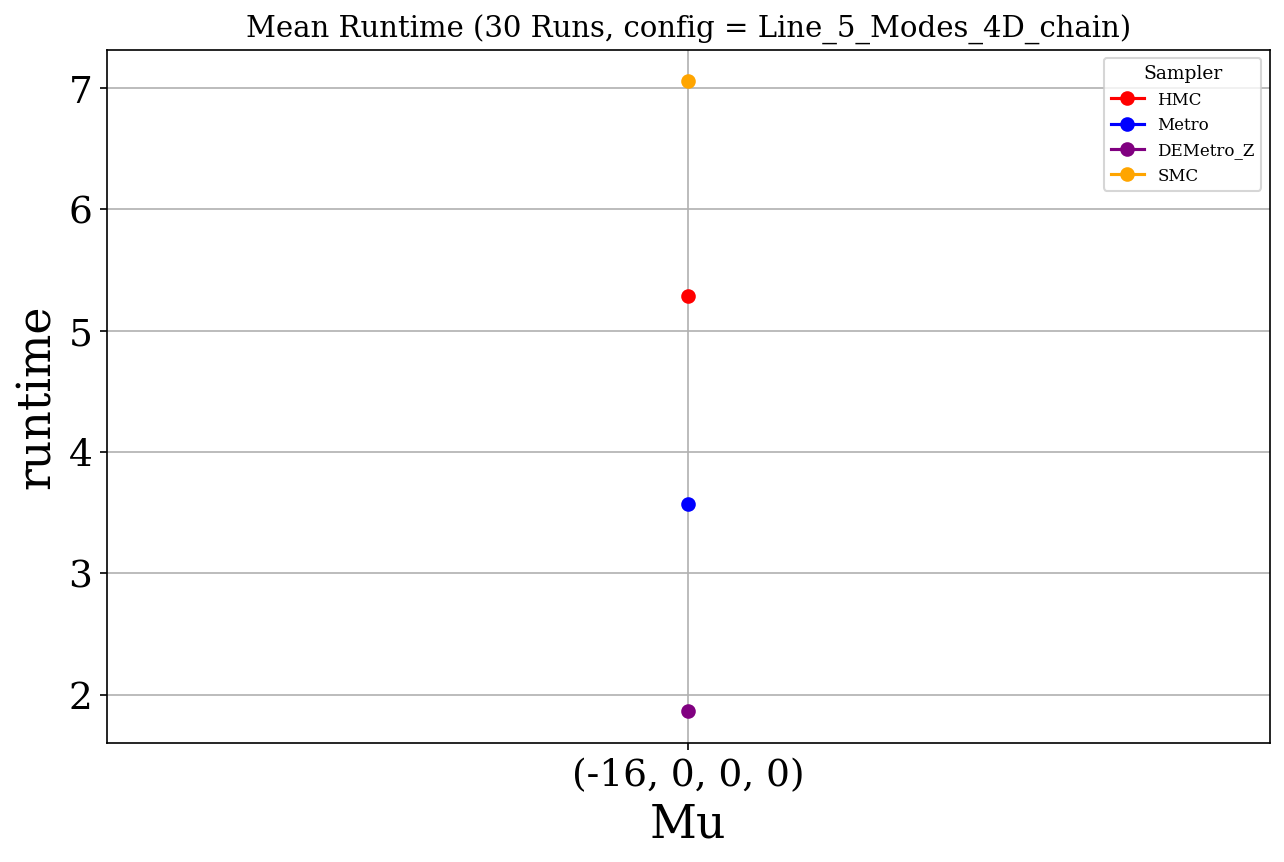 Mean Runtime (30 Runs, config = Line_5_Modes_4D_chain)
Sampler
HMC
Metro
DEMetro_Z
SMC
runtime
7
6
5
4
3
2
(-16, 0, 0, 0)
Mu